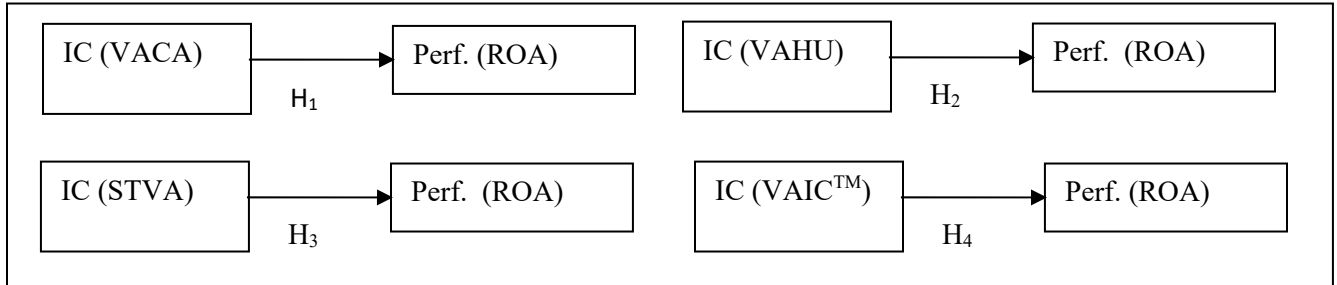 IC (VACA)
Perf. (ROA)
H₁
IC (VAHU)
Perf. (ROA)
H₂
IC (STVA)
Perf. (ROA)
H₃
IC (VAIC™)
Perf. (ROA)
H₄